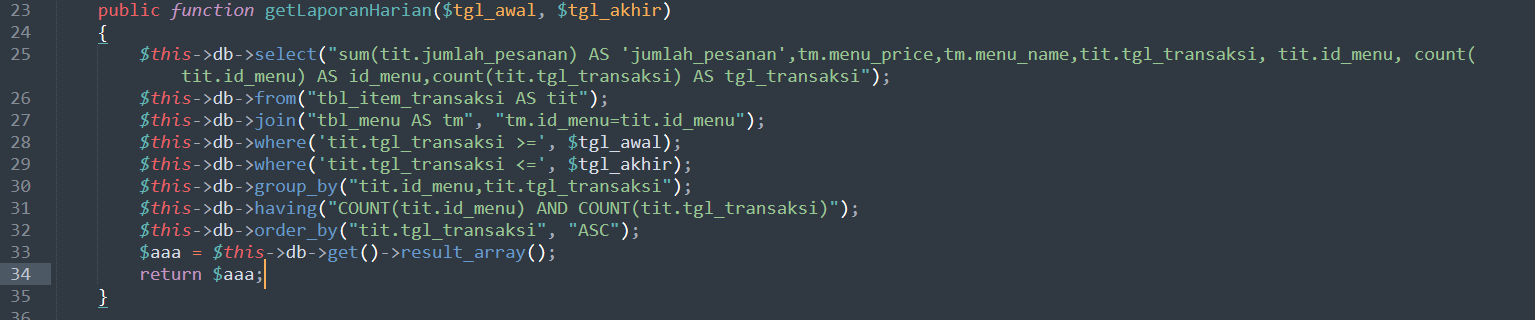 23 public function getLaporanHarian($tgl_awal, $tgl_akhir)
24 {
25 $this->db->select("sum(tit.jumlah_pesanan) AS 'jumlah_pesanan',tm.menu_price,tm.menu_name,tit.tgl_transaksi, tit.id_menu, count(
tit.id_menu) AS id_menu,count(tit.tgl_transaksi) AS tgl_transaksi");
26 $this->db->from("tbl_item_transaksi AS tit");
27 $this->db->join("tbl_menu AS tm", "tm.id_menu=tit.id_menu");
28 $this->db->where('tit.tgl_transaksi >=', $tgl_awal);
29 $this->db->where('tit.tgl_transaksi <=', $tgl_akhir);
30 $this->db->group_by("tit.id_menu,tit.tgl_transaksi");
31 $this->db->having("COUNT(tit.id_menu) AND COUNT(tit.tgl_transaksi)");
32 $this->db->order_by("tit.tgl_transaksi", "ASC");
33 $aaa = $this->db->get()->result_array();
34 return $aaa;
35 }
36